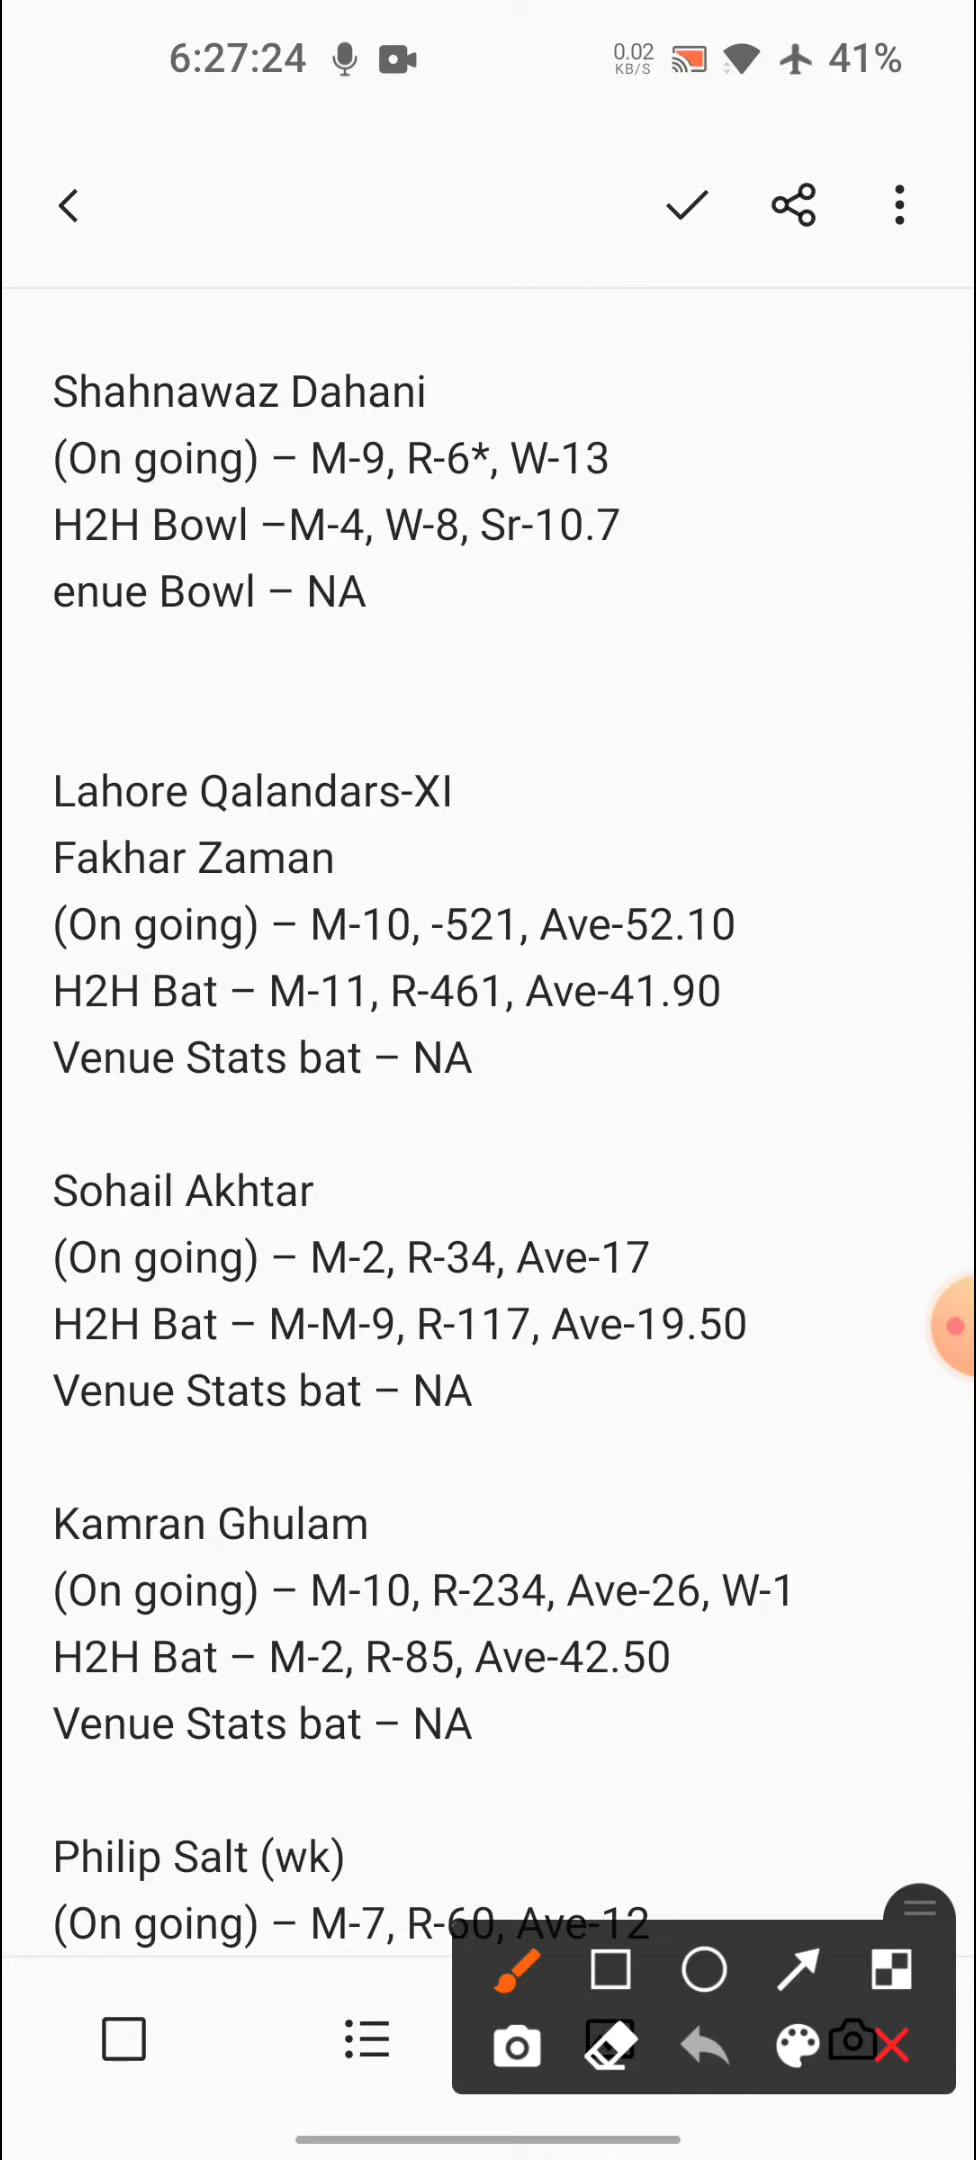 6:27:24
0.02
KB/S
41%
Shahnawaz Dahani
(On going) – M-9, R-6*, W-13
H2H Bowl –M-4, W-8, Sr-10.7
enue Bowl – NA
Lahore Qalandars-XI
Fakhar Zaman
(On going) – M-10, -521, Ave-52.10
H2H Bat – M-11, R-461, Ave-41.90
Venue Stats bat – NA
Sohail Akhtar
(On going) – M-2, R-34, Ave-17
H2H Bat – M-M-9, R-117, Ave-19.50
Venue Stats bat – NA
Kamran Ghulam
(On going) – M-10, R-234, Ave-26, W-1
H2H Bat – M-2, R-85, Ave-42.50
Venue Stats bat – NA
Philip Salt (wk)
(On going) – M-7, R-60, Ave-12